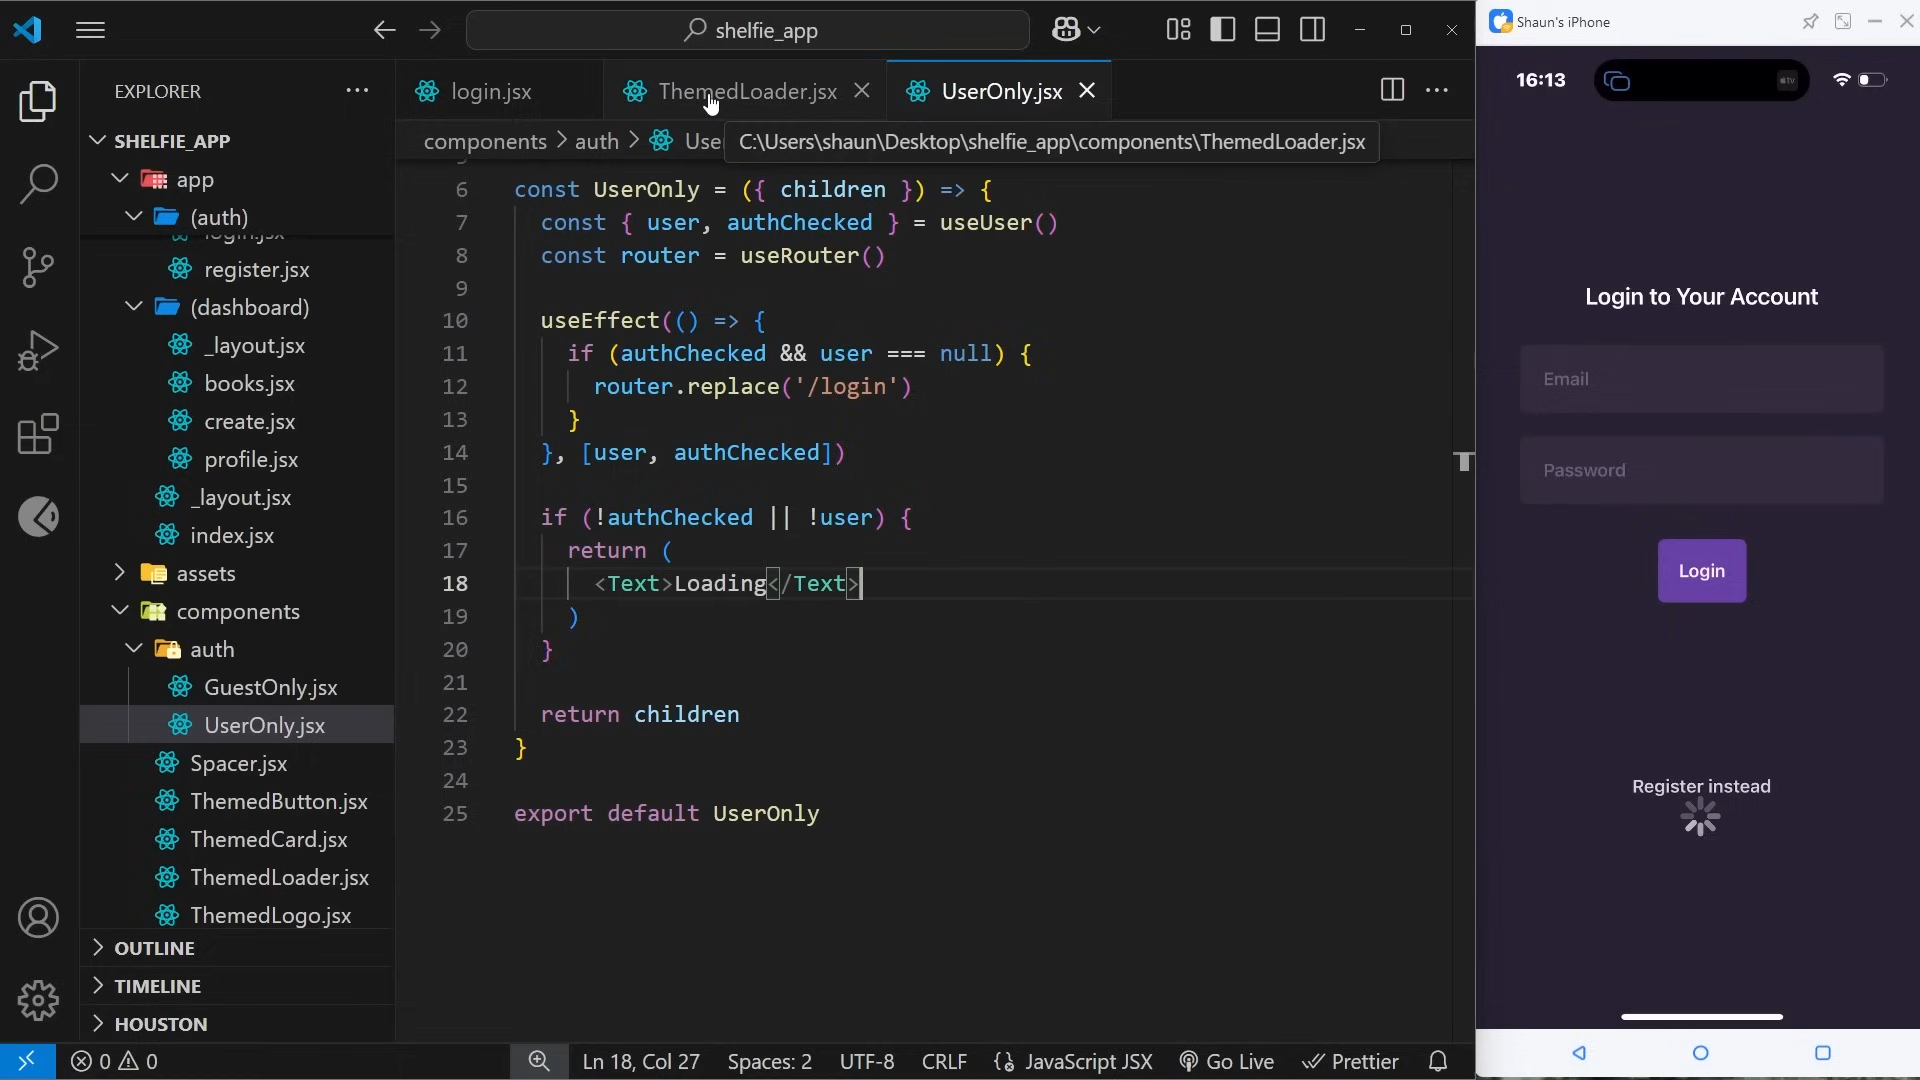 shelfie_app
Shaun's iPhone
EXPLORER
SHELFIE_APP
app
(auth)
login.jsx
register.jsx
(dashboard)
_layout.jsx
books.jsx
create.jsx
profile.jsx
_layout.jsx
index.jsx
assets
components
auth
GuestOnly.jsx
UserOnly.jsx
Spacer.jsx
ThemedButton.jsx
ThemedCard.jsx
ThemedLoader.jsx
ThemedLogo.jsx
OUTLINE
TIMELINE
HOUSTON
login.jsx ThemedLoader.jsx UserOnly.jsx
components > auth > Use
C:\Users\shaun\Desktop\shelfie_app\components\ThemedLoader.jsx
6 const UserOnly = ({ children }) => {
7 const { user, authChecked } = useUser()
8 const router = useRouter()
9
10 useEffect(() => {
11 if (authChecked && user === null) {
12 router.replace('/login')
13 }
14 }, [user, authChecked])
15
16 if (!authChecked || !user) {
17 return (
18 <Text>Loading</Text>
19 )
20 }
21
22 return children
23 }
24
25 export default UserOnly
0 0 Ln 18, Col 27 Spaces: 2 UTF-8 CRLF {} JavaScript JSX Go Live Prettier
16:13
Login to Your Account
Email
Password
Login
Register instead